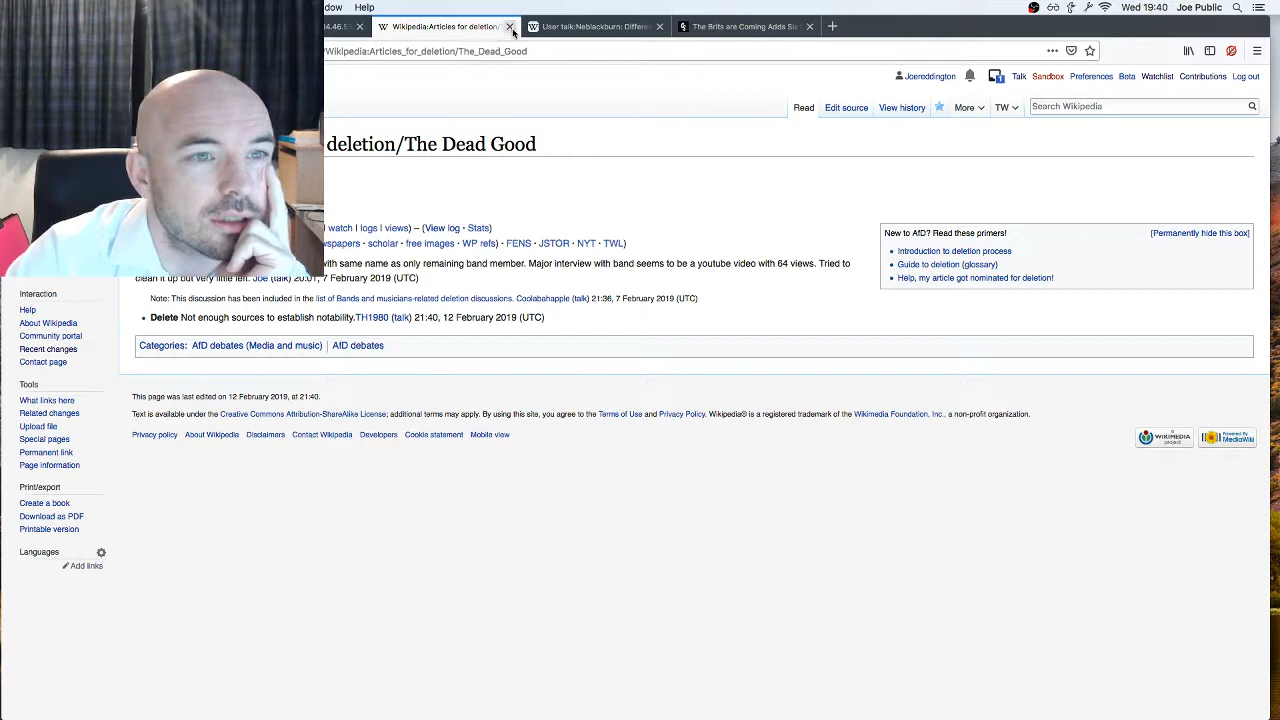 dow Help Wed 19:40 Joe Public
14.46.53 Wikipedia:Articles for deletion/ User talk:Neblackburn: Differe The Brits are Coming Adds Six
/Wikipedia:Articles_for_deletion/The_Dead_Good
Joereddington 1 Talk Sandbox Preferences Beta Watchlist Contributions Log out
Read Edit source View history More TW Search Wikipedia
deletion/The Dead Good
watch | logs | views) – (View log · Stats)
wspapers · scholar · free images · WP refs) · FENS · JSTOR · NYT · TWL)
with same name as only remaining band member. Major interview with band seems to be a youtube video with 64 views. Tried to
clean it up but very little left. Joe (talk) 20:01, 7 February 2019 (UTC)
Note: This discussion has been included in the list of Bands and musicians-related deletion discussions. Coolabahapple (talk) 21:36, 7 February 2019 (UTC)
• Delete Not enough sources to establish notability.TH1980 (talk) 21:40, 12 February 2019 (UTC)
New to AfD? Read these primers! [Permanently hide this box]
• Introduction to deletion process
• Guide to deletion (glossary)
• Help, my article got nominated for deletion!
Categories: AfD debates (Media and music) | AfD debates
This page was last edited on 12 February 2019, at 21:40.
Text is available under the Creative Commons Attribution-ShareAlike License; additional terms may apply. By using this site, you agree to the Terms of Use and Privacy Policy. Wikipedia® is a registered trademark of the Wikimedia Foundation, Inc., a non-profit organization.
Privacy policy About Wikipedia Disclaimers Contact Wikipedia Developers Cookie statement Mobile view
a WIKIMEDIA project
Powered By MediaWiki
Interaction
Help
About Wikipedia
Community portal
Recent changes
Contact page
Tools
What links here
Related changes
Upload file
Special pages
Permanent link
Page information
Print/export
Create a book
Download as PDF
Printable version
Languages
Add links